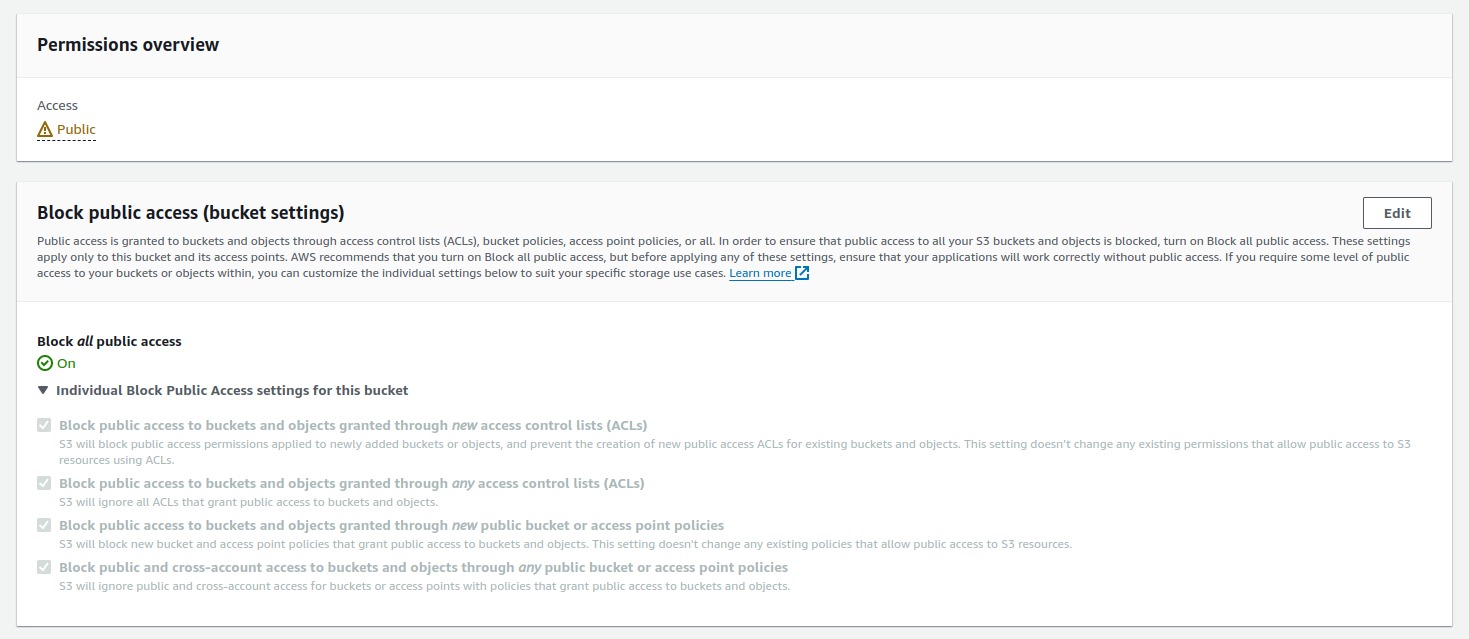 Permissions overview
Access
Public
Block public access (bucket settings)
Edit
Public access is granted to buckets and objects through access control lists (ACLs), bucket policies, access point policies, or all. In order to ensure that public access to all your S3 buckets and objects is blocked, turn on Block all public access. These settings
apply only to this bucket and its access points. AWS recommends that you turn on Block all public access, but before applying any of these settings, ensure that your applications will work correctly without public access. If you require some level of public
access to your buckets or objects within, you can customize the individual settings below to suit your specific storage use cases. Learn more
Block all public access
On
Individual Block Public Access settings for this bucket
Block public access to buckets and objects granted through new access control lists (ACLs)
S3 will block public access permissions applied to newly added buckets or objects, and prevent the creation of new public access ACLs for existing buckets and objects. This setting doesn't change any existing permissions that allow public access to S3
resources using ACLs.
Block public access to buckets and objects granted through any access control lists (ACLs)
S3 will ignore all ACLs that grant public access to buckets and objects.
Block public access to buckets and objects granted through new public bucket or access point policies
S3 will block new bucket and access point policies that grant public access to buckets and objects. This setting doesn't change any existing policies that allow public access to S3 resources.
Block public and cross-account access to buckets and objects through any public bucket or access point policies
S3 will ignore public and cross-account access for buckets or access points with policies that grant public access to buckets and objects.